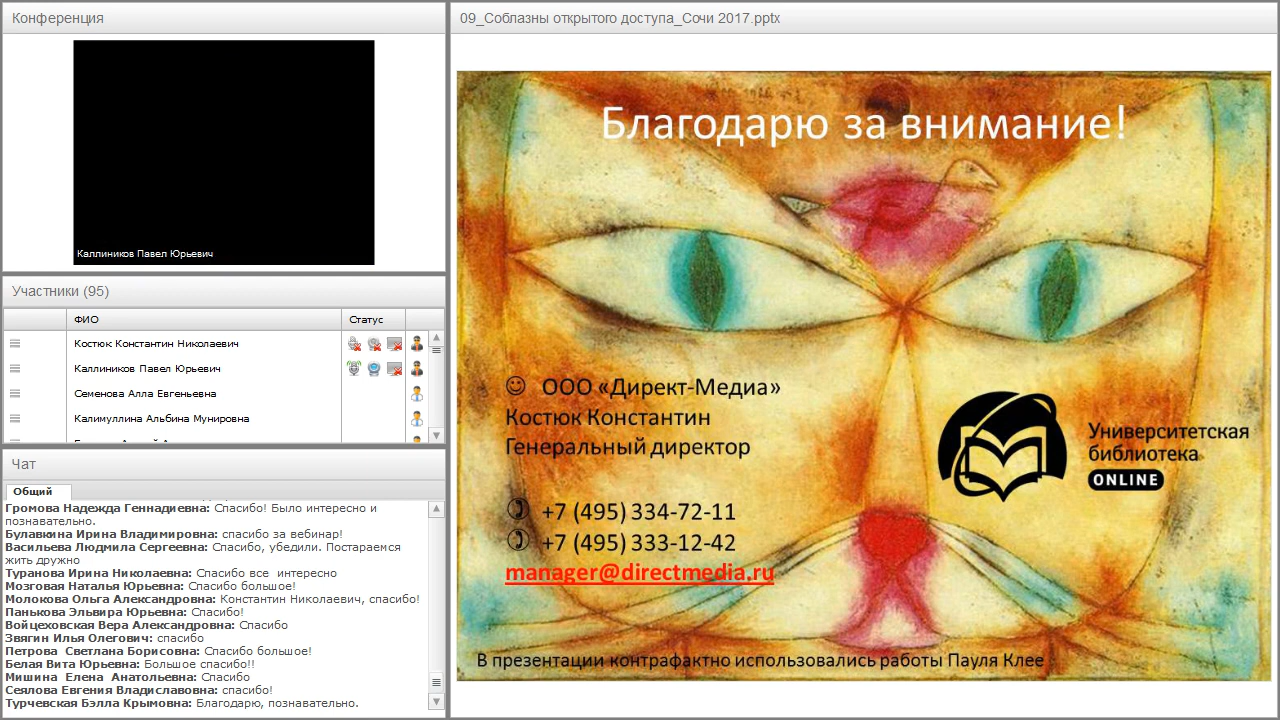 Конференция
Каллиников Павел Юрьевич
Участники (95)
ФИО
Статус
Костюк Константин Николаевич
Каллиников Павел Юрьевич
Семенова Алла Евгеньевна
Калимуллина Альбина Мунировна
Чат
Общий
Громова Надежда Геннадиевна: Спасибо! Было интересно и
познавательно.
Булавкина Ирина Владимировна: спасибо за вебинар!
Васильева Людмила Сергеевна: Спасибо, убедили. Постараемся
жить дружно
Туранова Ирина Николаевна: Спасибо все интересно
Мозговая Наталья Юрьевна: Спасибо большое!
Молокова Ольга Александровна: Константин Николаевич, спасибо!
Панькова Эльвира Юрьевна: Спасибо!
Войцеховская Вера Александровна: Спасибо
Звягин Илья Олегович: спасибо
Петрова Светлана Борисовна: Спасибо большое!
Белая Вита Юрьевна: Большое спасибо!!
Мишина Елена Анатольевна: Спасибо
Сеялова Евгения Владиславовна: спасибо!
Турчевская Бэлла Крымовна: Благодарю, познавательно.
09_Соблазны открытого доступа_Сочи 2017.pptx
Благодарю за внимание!
ООО «Директ-Медиа»
Костюк Константин
Генеральный директор
+7 (495) 334-72-11
+7 (495) 333-12-42
manager@directmedia.ru
Университетская
библиотека
ONLINE
В презентации контрафактно использовались работы Пауля Клее